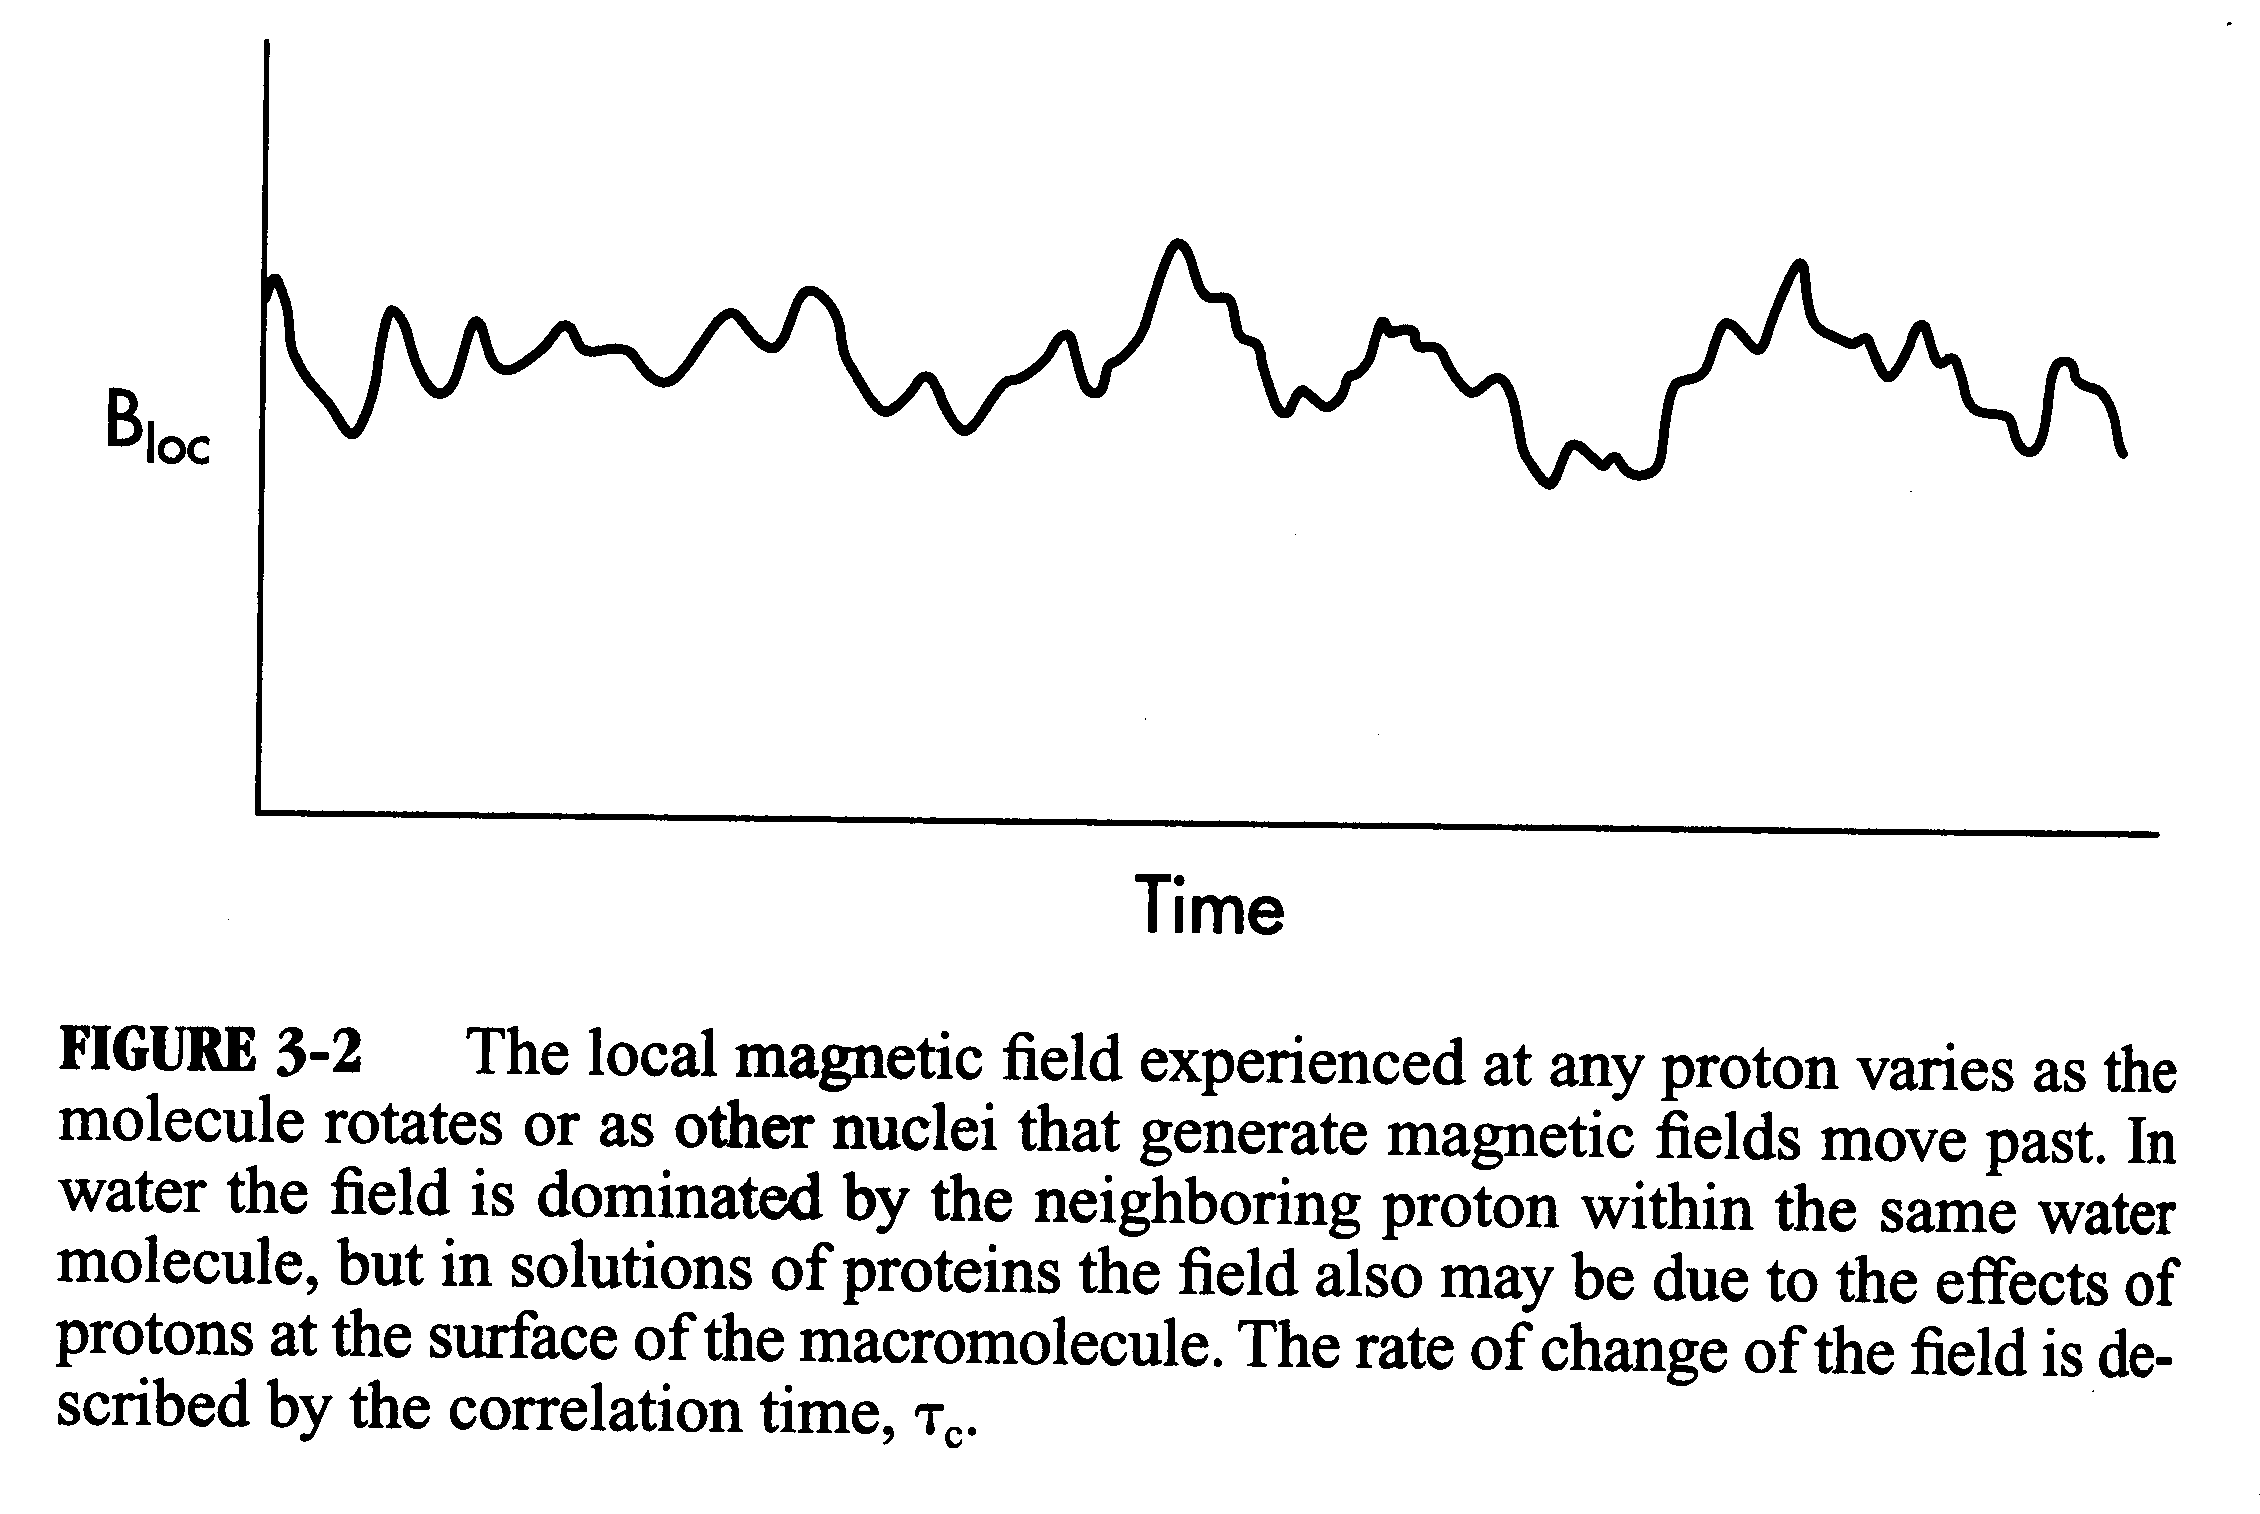 B_loc
Time
FIGURE 3-2 The local magnetic field experienced at any proton varies as the
molecule rotates or as other nuclei that generate magnetic fields move past. In
water the field is dominated by the neighboring proton within the same water
molecule, but in solutions of proteins the field also may be due to the effects of
protons at the surface of the macromolecule. The rate of change of the field is de-
scribed by the correlation time, τ_c.